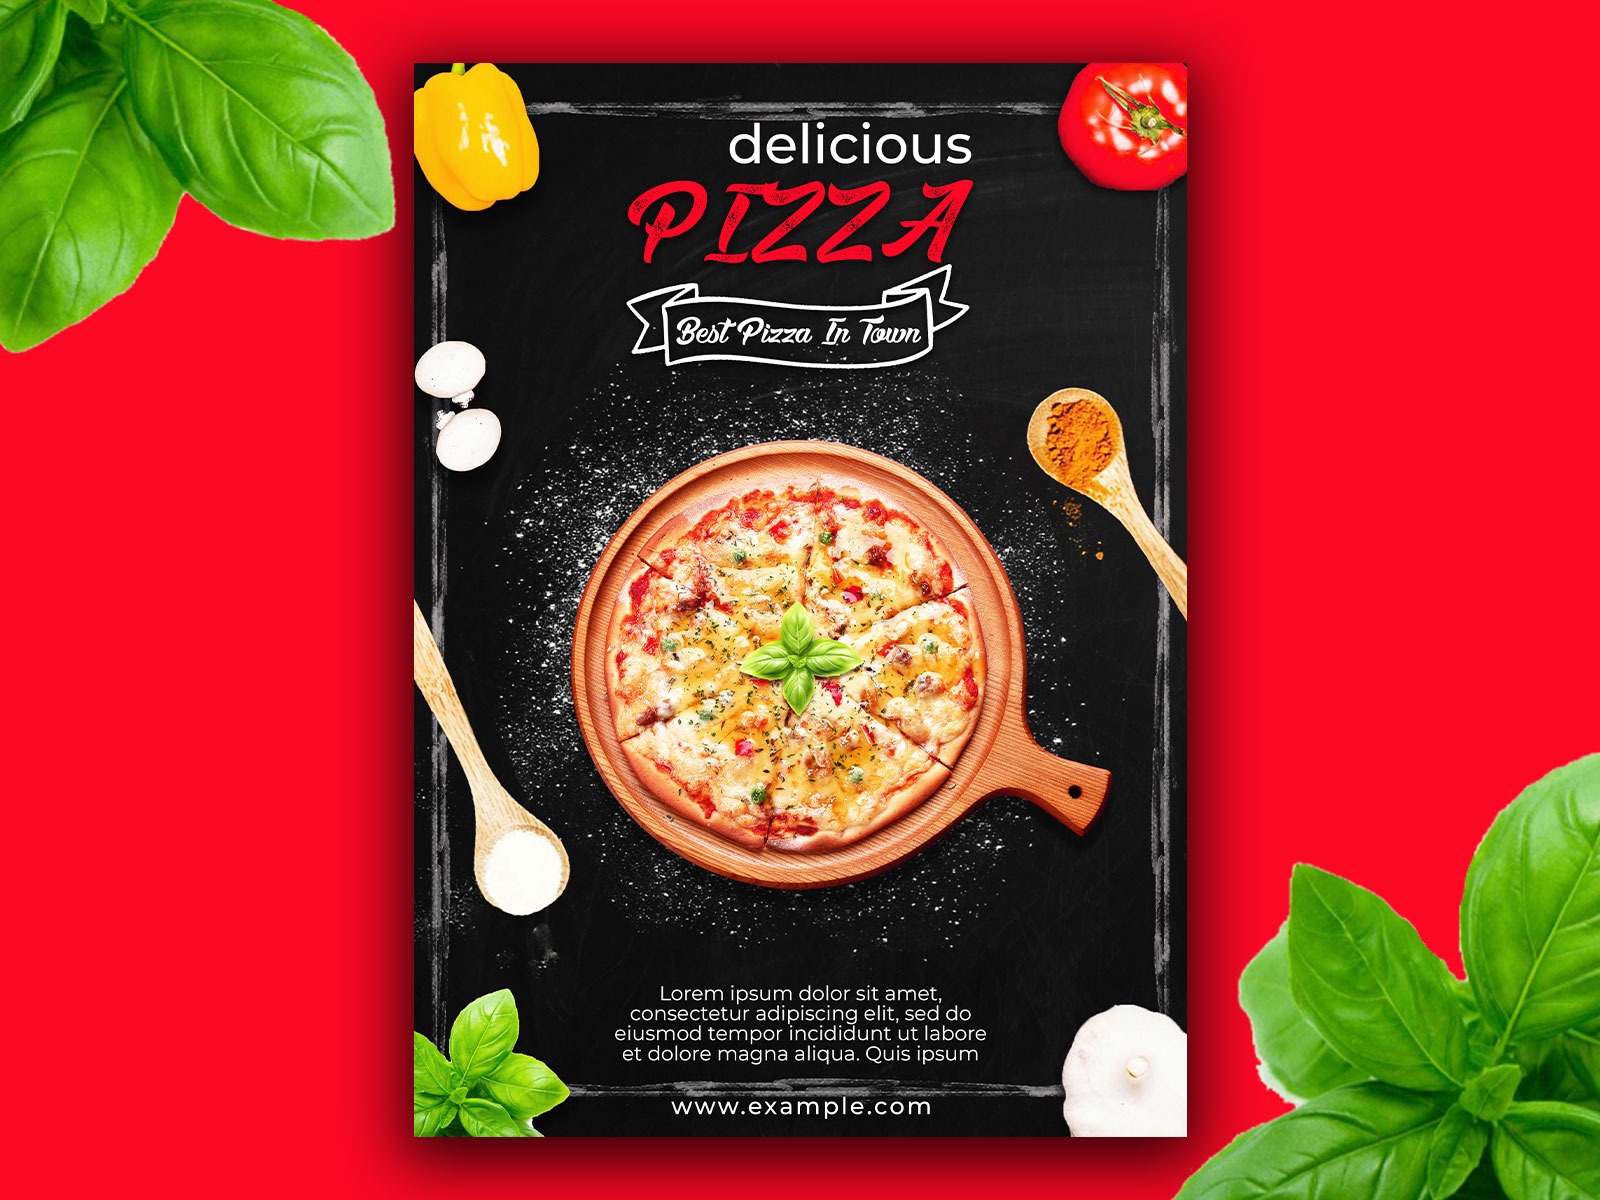 delicious
PIZZA
Best Pizza In Town
Lorem ipsum dolor sit amet,
consectetur adipiscing elit, sed do
eiusmod tempor incididunt ut labore
et dolore magna aliqua. Quis ipsum
www.example.com